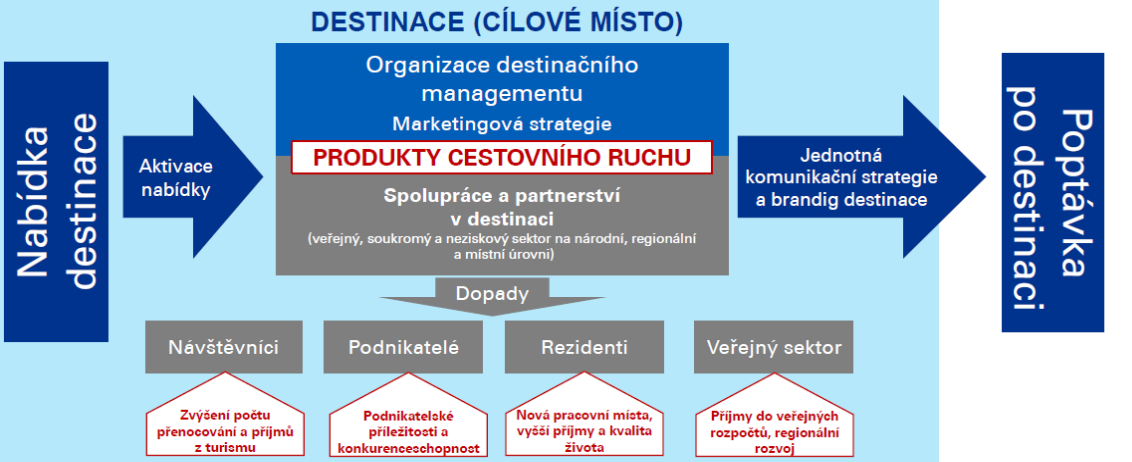 DESTINACE (CÍLOVÉ MÍSTO)
Nabídka
destinace
Aktivace
nabídky
Organizace destinačního
managementu
Marketingová strategie
PRODUKTY CESTOVNÍHO RUCHU
Spolupráce a partnerství
v destinaci
(veřejný, soukromý a neziskový sektor na národní, regionální
a místní úrovni)
Jednotná
komunikační strategie
a brandig destinace
Poptávka
po destinaci
Dopady
Návštěvníci
Podnikatelé
Rezidenti
Veřejný sektor
Zvýčení počtu
přenocování a příjmů
z turismu
Podnikatelské
příležitosti a
konkurenceschopnost
Nová pracovní místa,
vyšší příjmy a kvalita
života
Příjmy do veřejných
rozpočtů, regionální
rozvoj